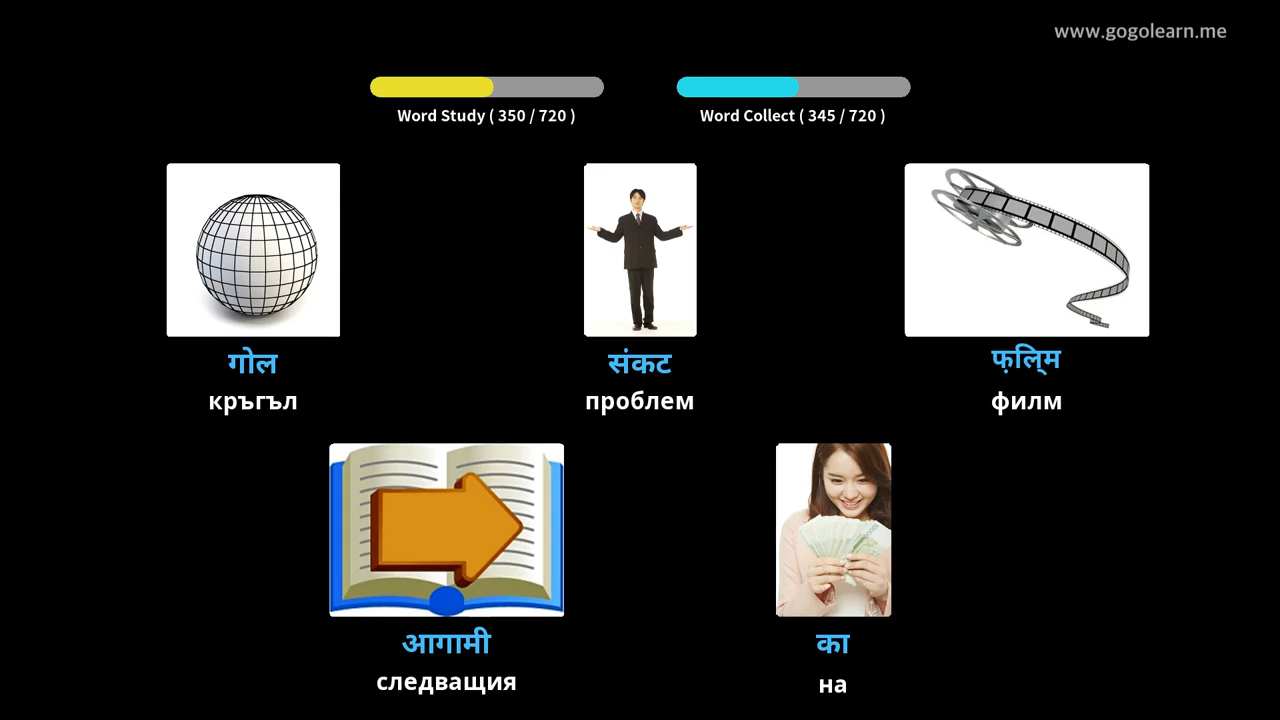 www.gogolearn.me
Word Study ( 350 / 720 )
Word Collect ( 345 / 720 )
गोल
संकट
फ़ल्मि
кръгъл
проблем
филм
आगामी
का
следващия
на